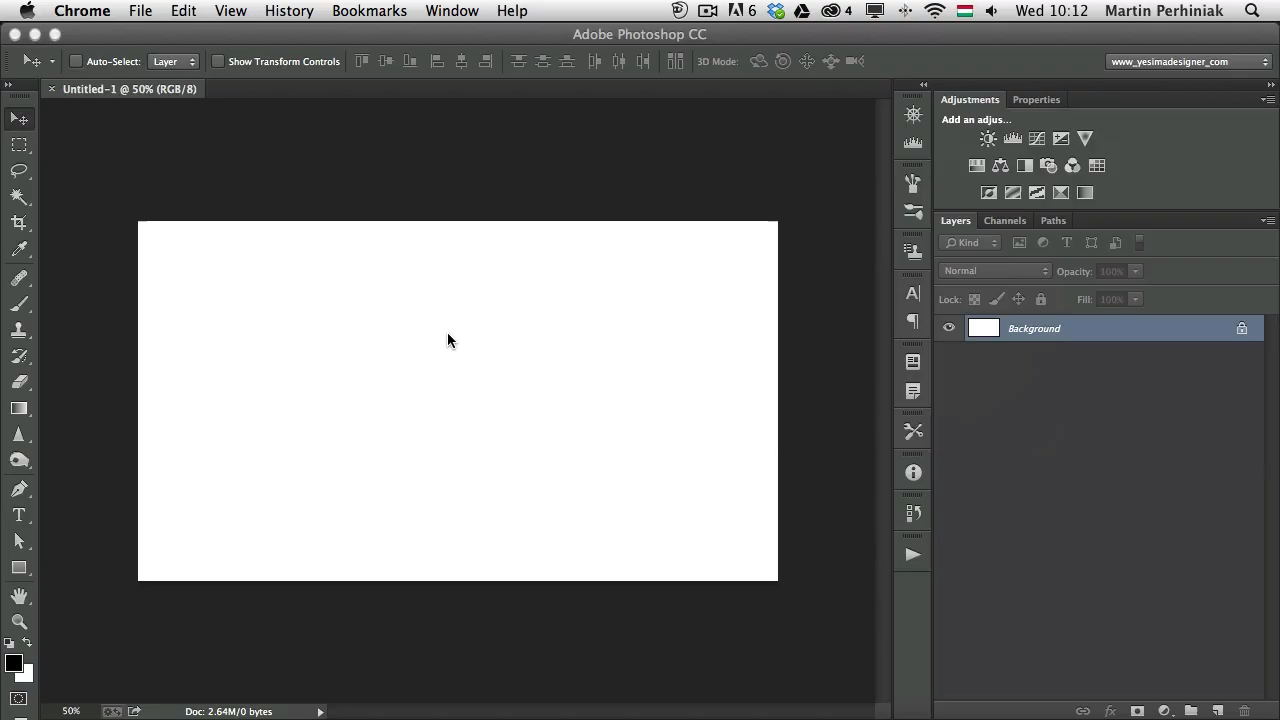 Chrome File Edit View History Bookmarks Window Help 6 4 Wed 10:12 Martin Perhiniak
Adobe Photoshop CC
Auto-Select: Layer Show Transform Controls 3D Mode: www_yesimadesigner_com
Untitled-1 @ 50% (RGB/8)
Adjustments Properties
Add an adjus...
Layers Channels Paths
Kind
Normal Opacity: 100%
Lock: Fill: 100%
Background
50% Doc: 2.64M/0 bytes